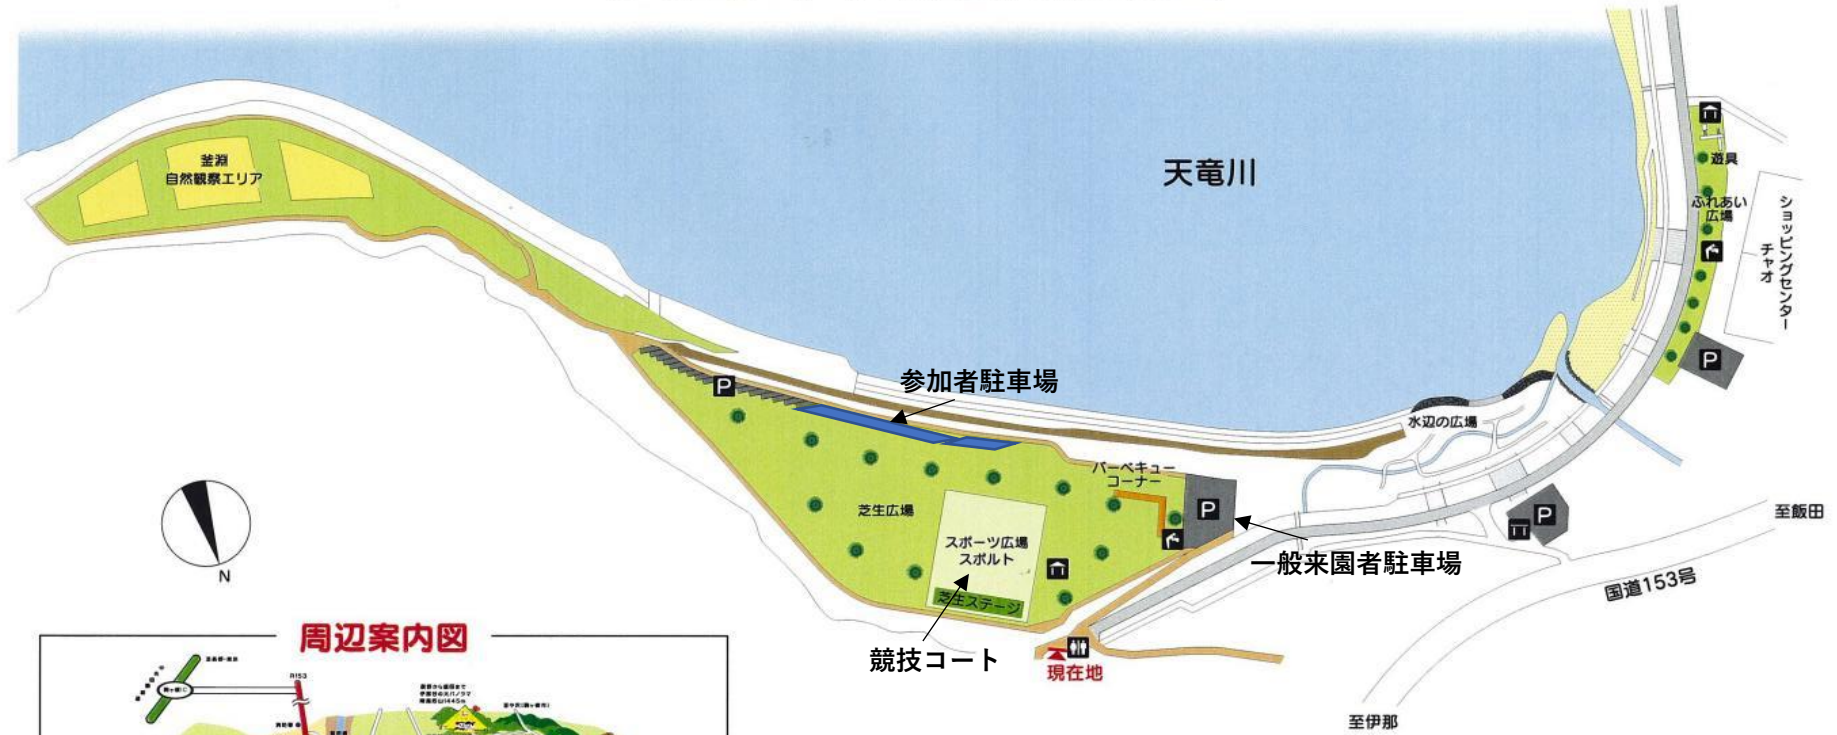 天竜川
釜淵
自然観察エリア
遊具
ふれあい
広場
ショッピングセンター
チャオ
P
P
参加者駐車場
水辺の広場
バーベキュー
コーナー
芝生広場
P
P
至飯田
スポーツ広場
スポルト
一般来園者駐車場
国道153号
芝生ステージ
競技コート
現在地
N
至伊那
周辺案内図
R153